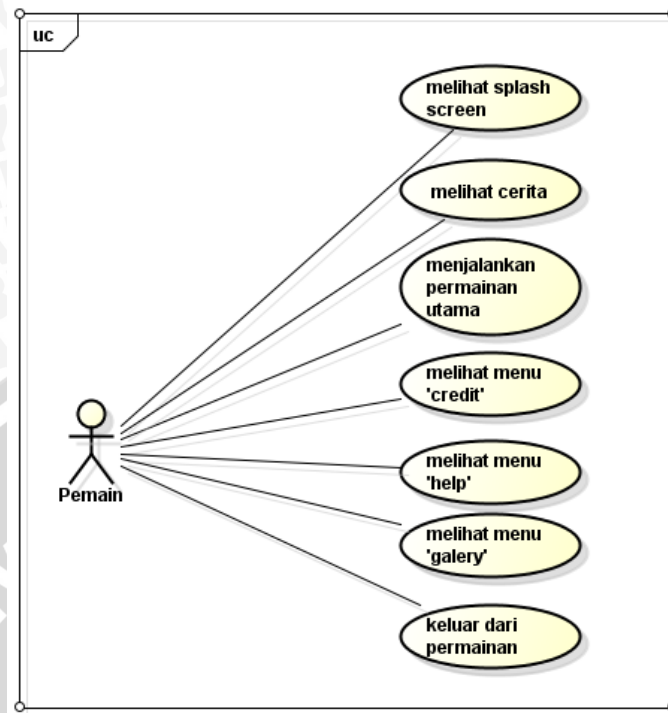 uc
melihat splash
screen
melihat cerita
menjalankan
permainan
utama
melihat menu
'credit'
melihat menu
'help'
melihat menu
'galery'
keluar dari
permainan
Pemain